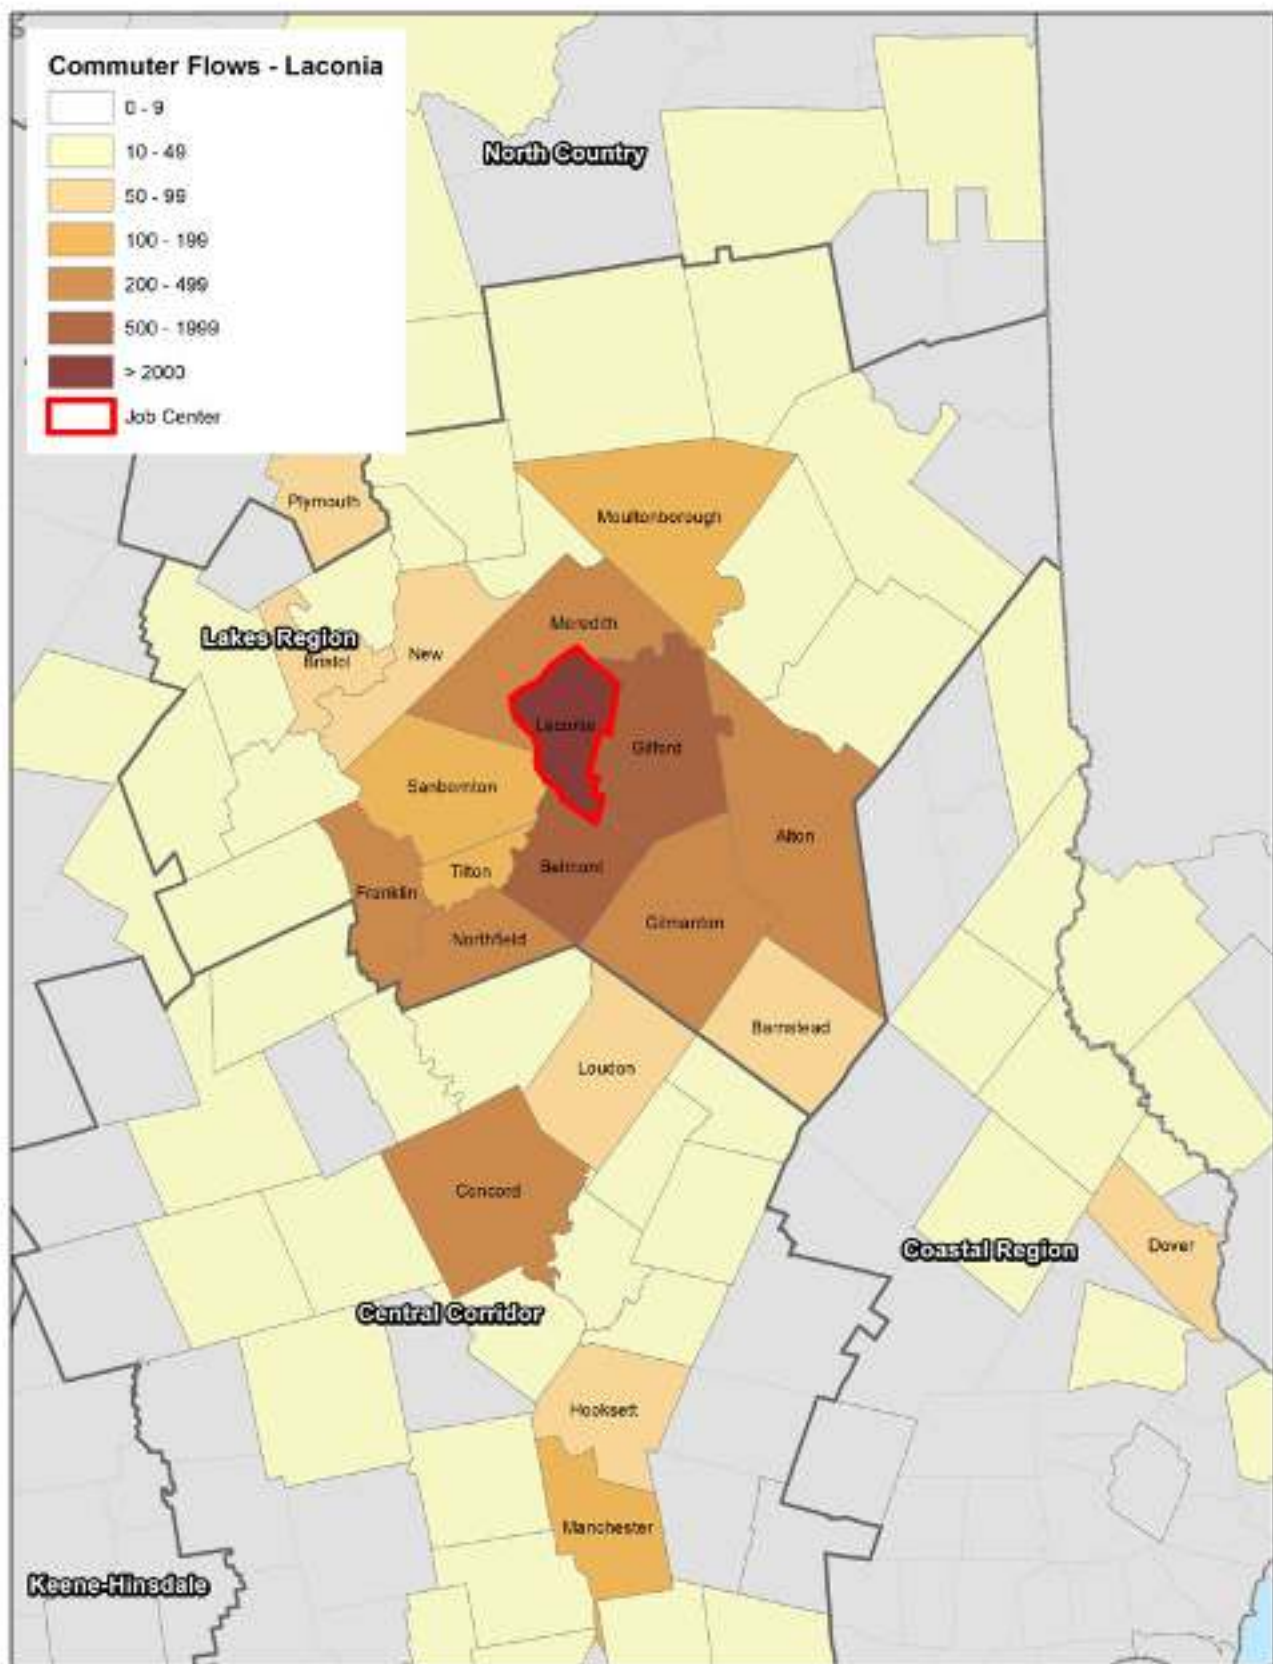 Commuter Flows - Laconia
0 - 9
10 - 49
50 - 99
100 - 199
200 - 499
500 - 1999
> 2000
Job Center
North Country
Plymouth
Moultonborough
Meredith
Lakes Region
New
Bristol
Laconia
Gilford
Sanbornton
Alton
Belmont
Tilton
Franklin
Gilmanton
Northfield
Barnstead
Loudon
Concord
Coastal Region
Dover
Central Corridor
Hooksett
Manchester
Keene-Hinsdale